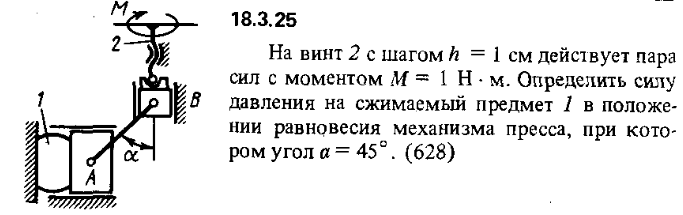 18.3.25
На винт 2 с шагом h = 1 см действует пара
сил с моментом M = 1 Н · м. Определить силу
давления на сжимаемый предмет 1 в положе-
нии равновесия механизма пресса, при кото-
ром угол α = 45°. (628)
M
2
B
1
α
A